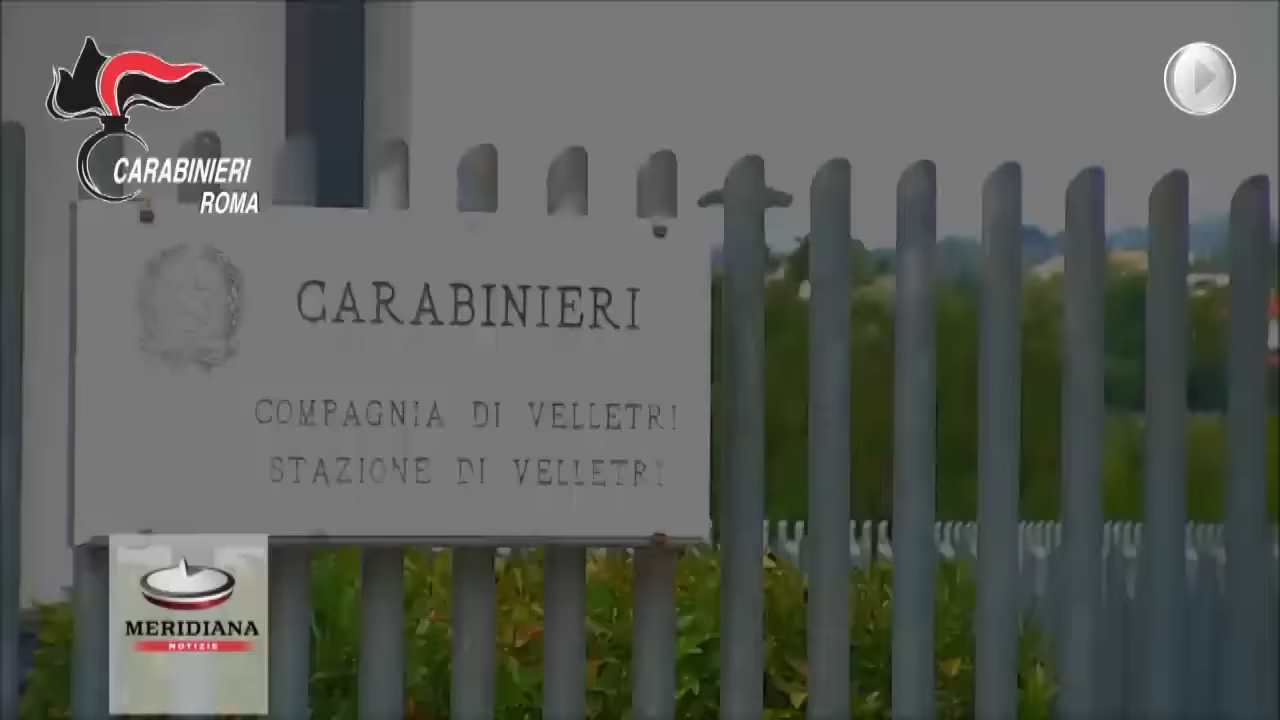 CARABINIERI
ROMA
CARABINIERI
COMPAGNIA DI VELLETRI
STAZIONE DI VELLETRI
MERIDIANA
NOTIZIE